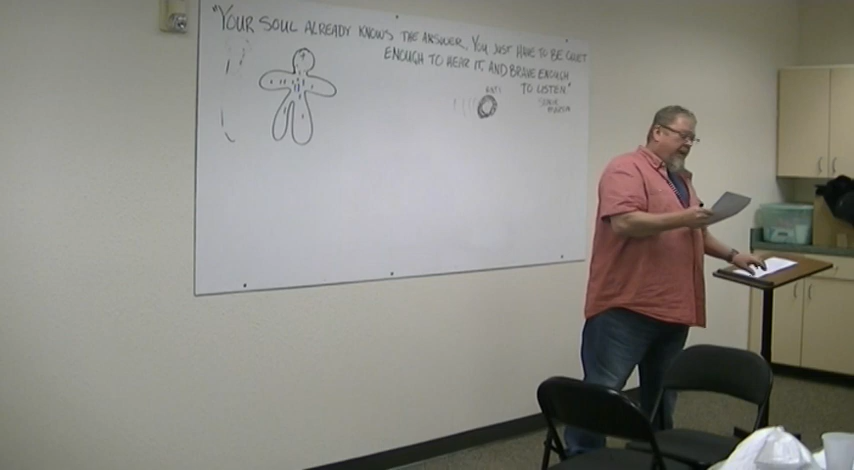 "YOUR SOUL ALREADY KNOWS THE ANSWER. YOU JUST HAVE TO BE QUIET
ENOUGH TO HEAR IT, AND BRAVE ENOUGH
TO LISTEN."